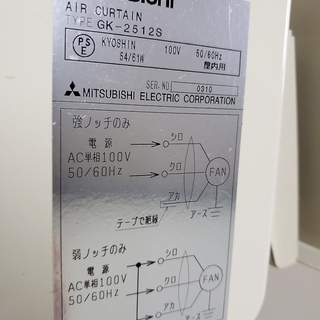 AIR CURTAIN
TYPE GK-2512S
PS
E
KYOSHIN 100V 50/60Hz
54/61W 屋内用
SER.NO 0310
MITSUBISHI ELECTRIC CORPORATION
強ノッチのみ
電源
AC単相100V
50/60Hz
シロ
クロ
アカ
FAN
テープで絶縁
アース
弱ノッチのみ
電源
AC単相100V
50/60Hz
シロ
クロ
アカ
FAN
アース